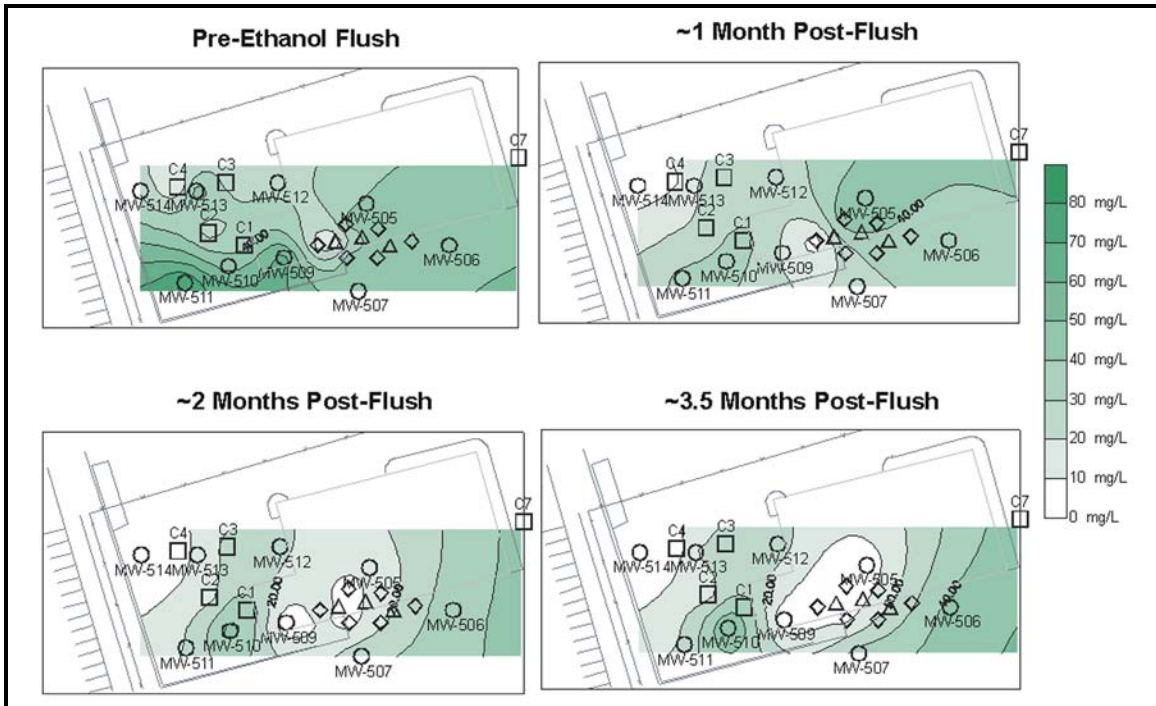 Pre-Ethanol Flush
~1 Month Post-Flush
C7
C4
C3
MW-512
MW-514
MW-513
MW-505
C2
C1
MW-509
MW-510
MW-506
MW-511
MW-507
C7
C4
C3
MW-512
MW-514
MW-513
MW-505
40.00
C2
C1
MW-509
MW-510
MW-506
MW-511
MW-507
80 mg/L
70 mg/L
60 mg/L
50 mg/L
40 mg/L
30 mg/L
20 mg/L
10 mg/L
0 mg/L
~2 Months Post-Flush
~3.5 Months Post-Flush
C7
C4
C3
MW-512
MW-514
MW-513
MW-505
C2
20.00
C1
MW-509
MW-510
MW-506
MW-511
MW-507
C7
C4
C3
MW-512
MW-514
MW-513
MW-505
C2
20.00
C1
MW-509
MW-510
MW-506
MW-511
MW-507